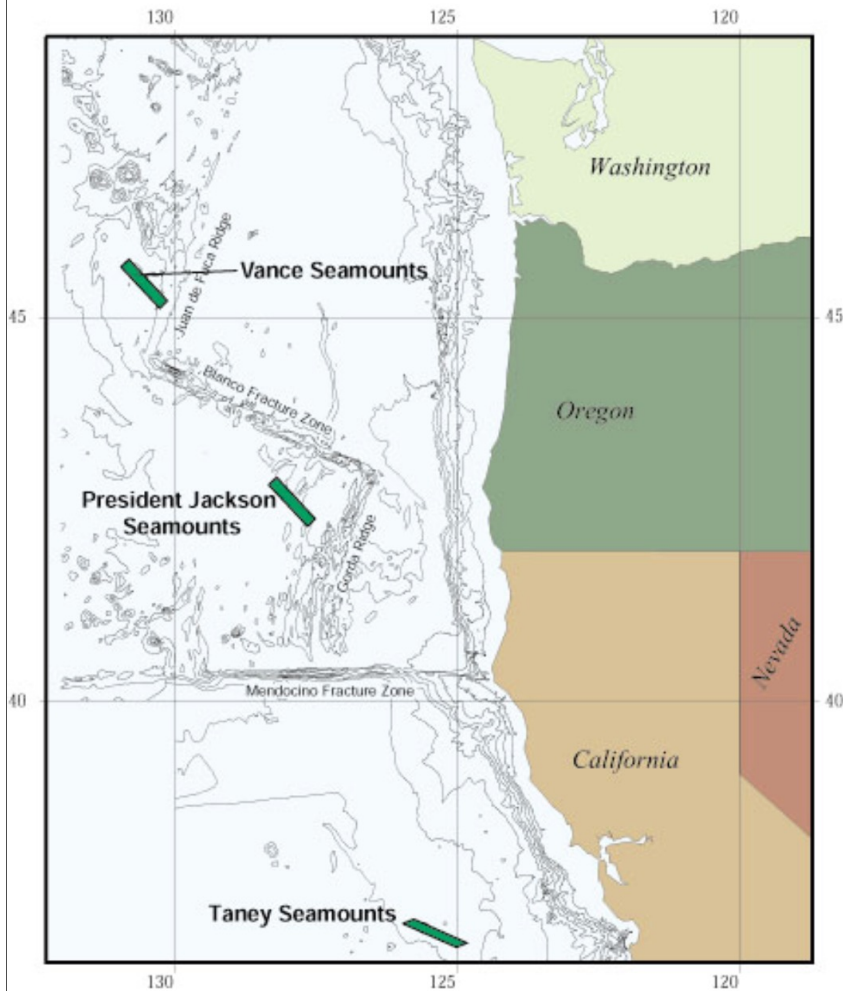 130 125 120
Washington
Vance Seamounts
Juan de Fuca Ridge
45 45
Blanco Fracture Zone
Oregon
President Jackson
Seamounts
Gorda Ridge
Nevada
Mendocino Fracture Zone
40 40
California
Taney Seamounts
130 125 120